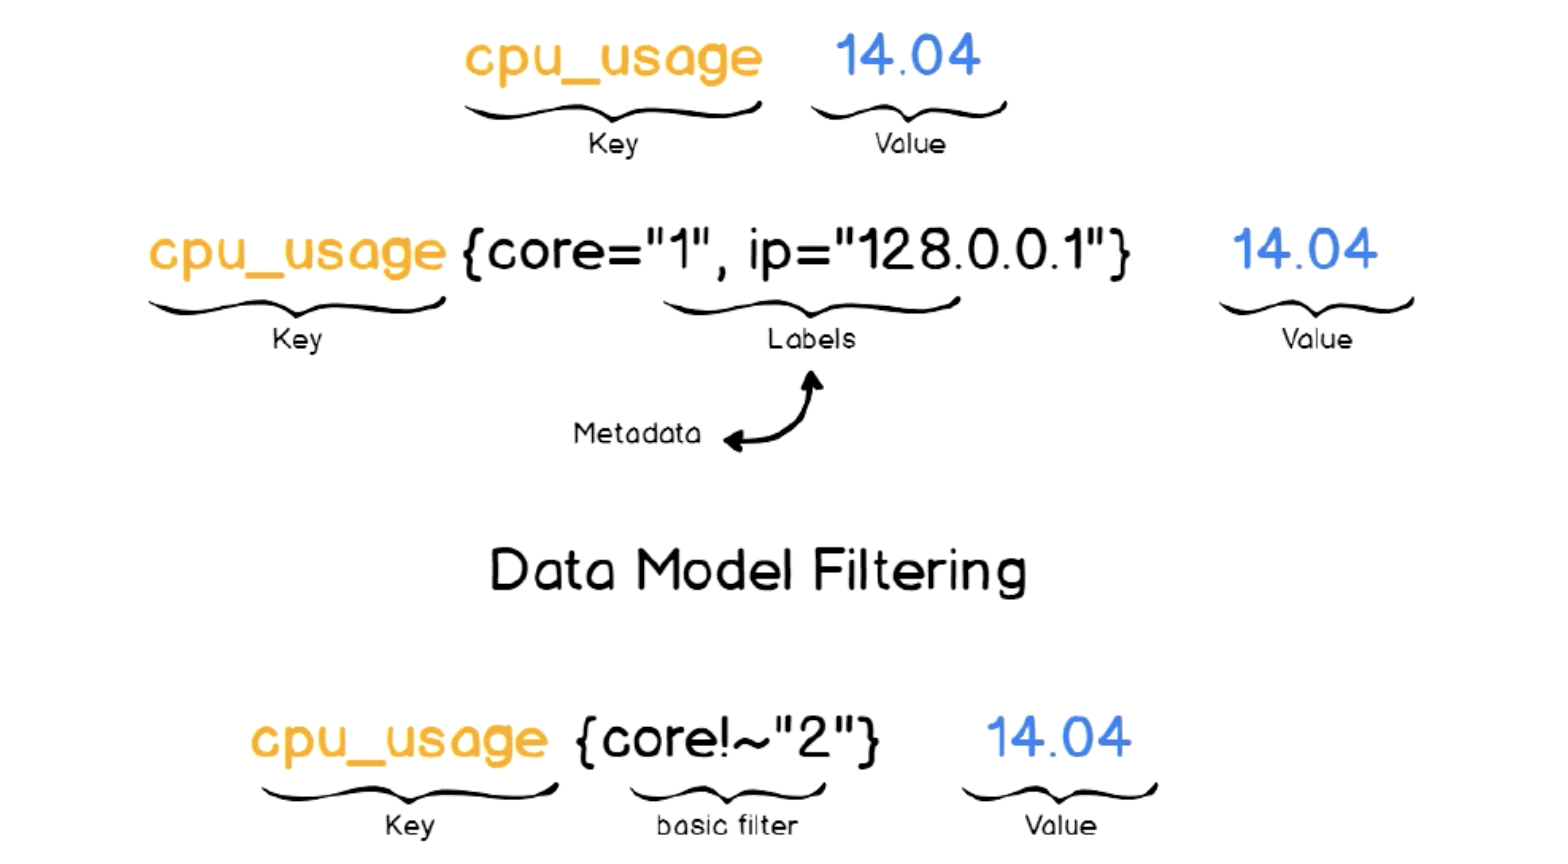 cpu_usage 14.04
Key Value
cpu_usage {core="1", ip="128.0.0.1"} 14.04
Key Labels Value
Metadata
Data Model Filtering
cpu_usage {core!~"2"} 14.04
Key basic filter Value